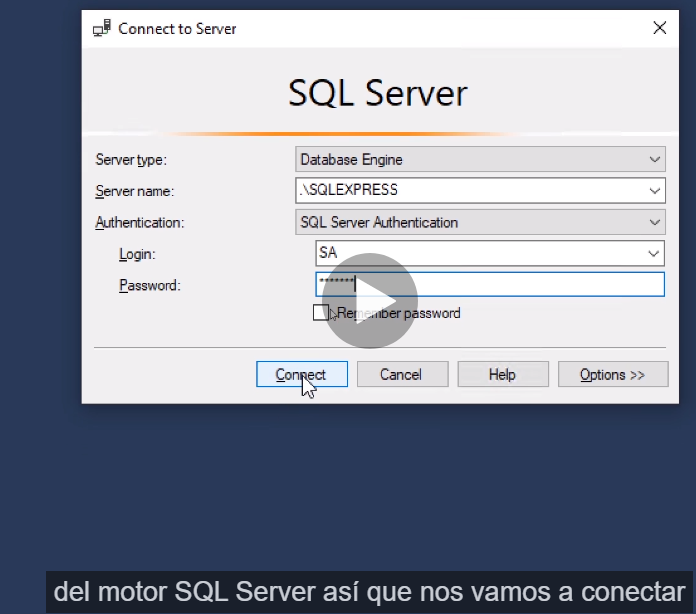 Connect to Server
SQL Server
Server type: Database Engine
Server name: .\SQLEXPRESS
Authentication: SQL Server Authentication
Login: SA
Password: *******
Remember password
Connect Cancel Help Options >>
del motor SQL Server así que nos vamos a conectar